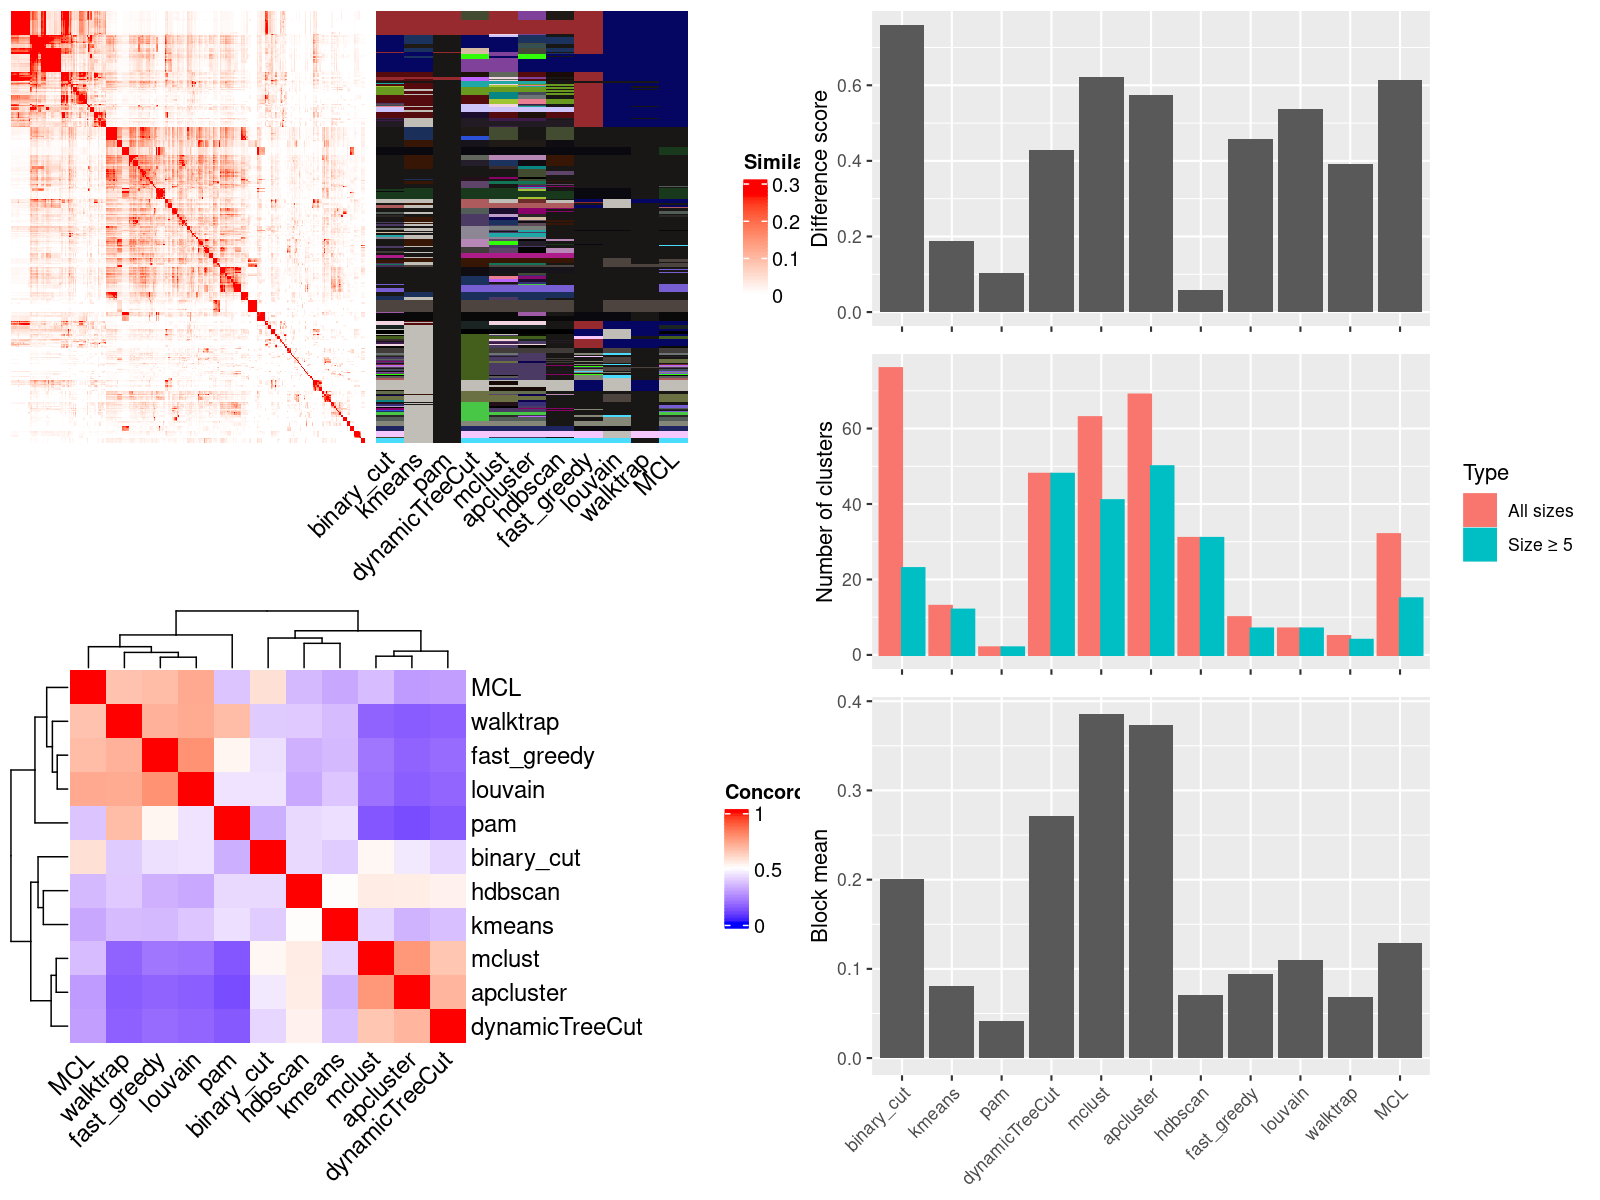 Simila
0.3
0.2
0.1
0
binary_cut
kmeans
pam
dynamicTreeCut
mclust
apcluster
hdbscan
fast_greedy
louvain
walktrap
MCL
MCL
walktrap
fast_greedy
louvain
pam
binary_cut
hdbscan
kmeans
mclust
apcluster
dynamicTreeCut
MCL
walktrap
fast_greedy
louvain
pam
binary_cut
hdbscan
kmeans
mclust
apcluster
dynamicTreeCut
Concord
1
0.5
0
Difference score
0.6
0.4
0.2
0.0
Number of clusters
60
40
20
0
Type
All sizes
Size ≥ 5
Block mean
0.4
0.3
0.2
0.1
0.0
binary_cut
kmeans
pam
dynamicTreeCut
mclust
apcluster
hdbscan
fast_greedy
louvain
walktrap
MCL